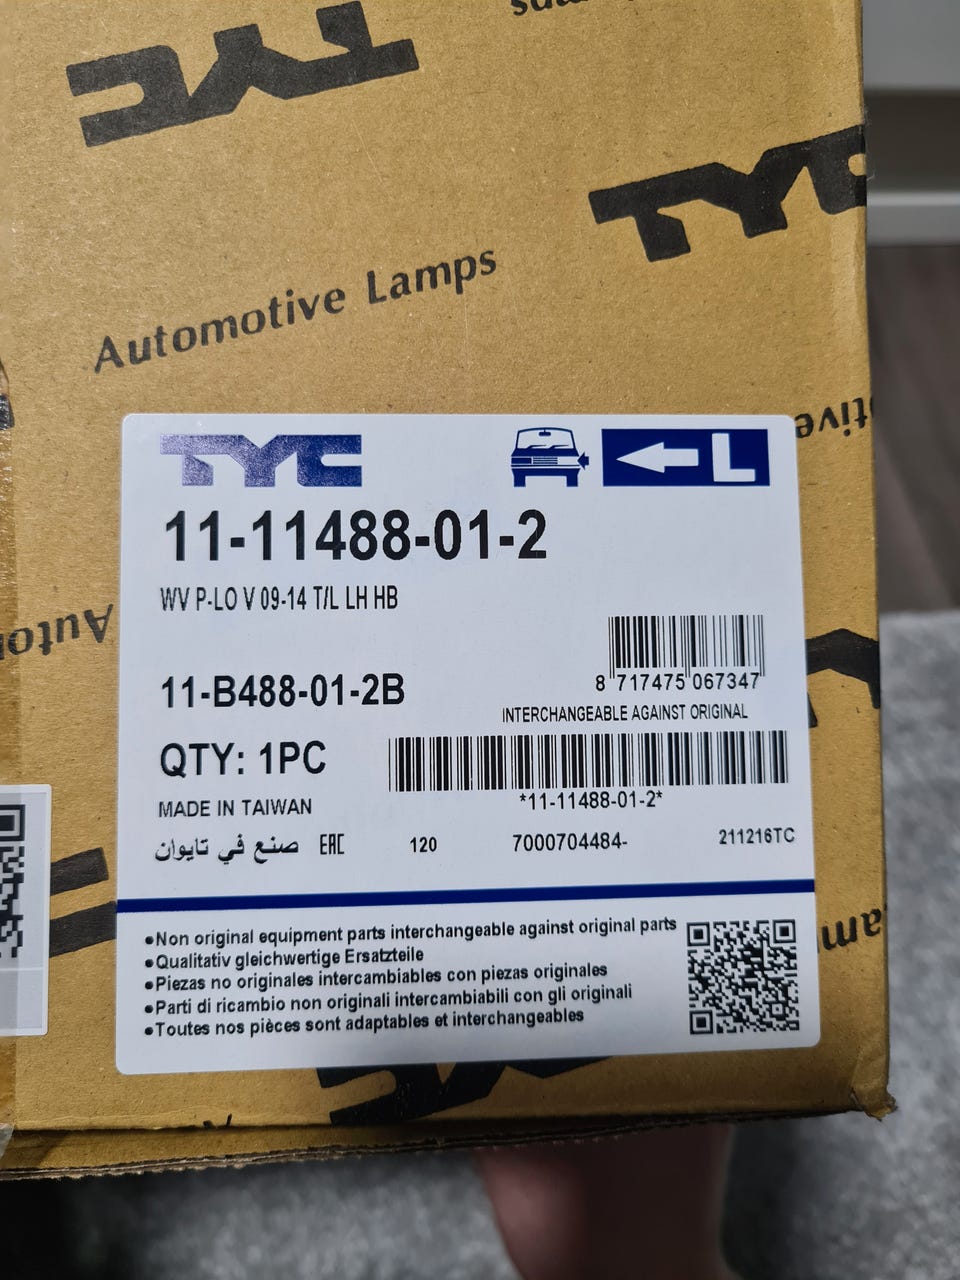 TYC
TYC
Automotive Lamps
TYC
L
11-11488-01-2
WV P-LO V 09-14 T/L LH HB
11-B488-01-2B
8 717475 067347
INTERCHANGEABLE AGAINST ORIGINAL
QTY: 1PC
*11-11488-01-2*
MADE IN TAIWAN
صنع في تايوان EAC 120 7000704484- 211216TC
•Non original equipment parts interchangeable against original parts
•Qualitativ gleichwertige Ersatzteile
•Piezas no originales intercambiables con piezas originales
•Parti di ricambio non originali intercambiabili con gli originali
•Toutes nos pièces sont adaptables et interchangeables